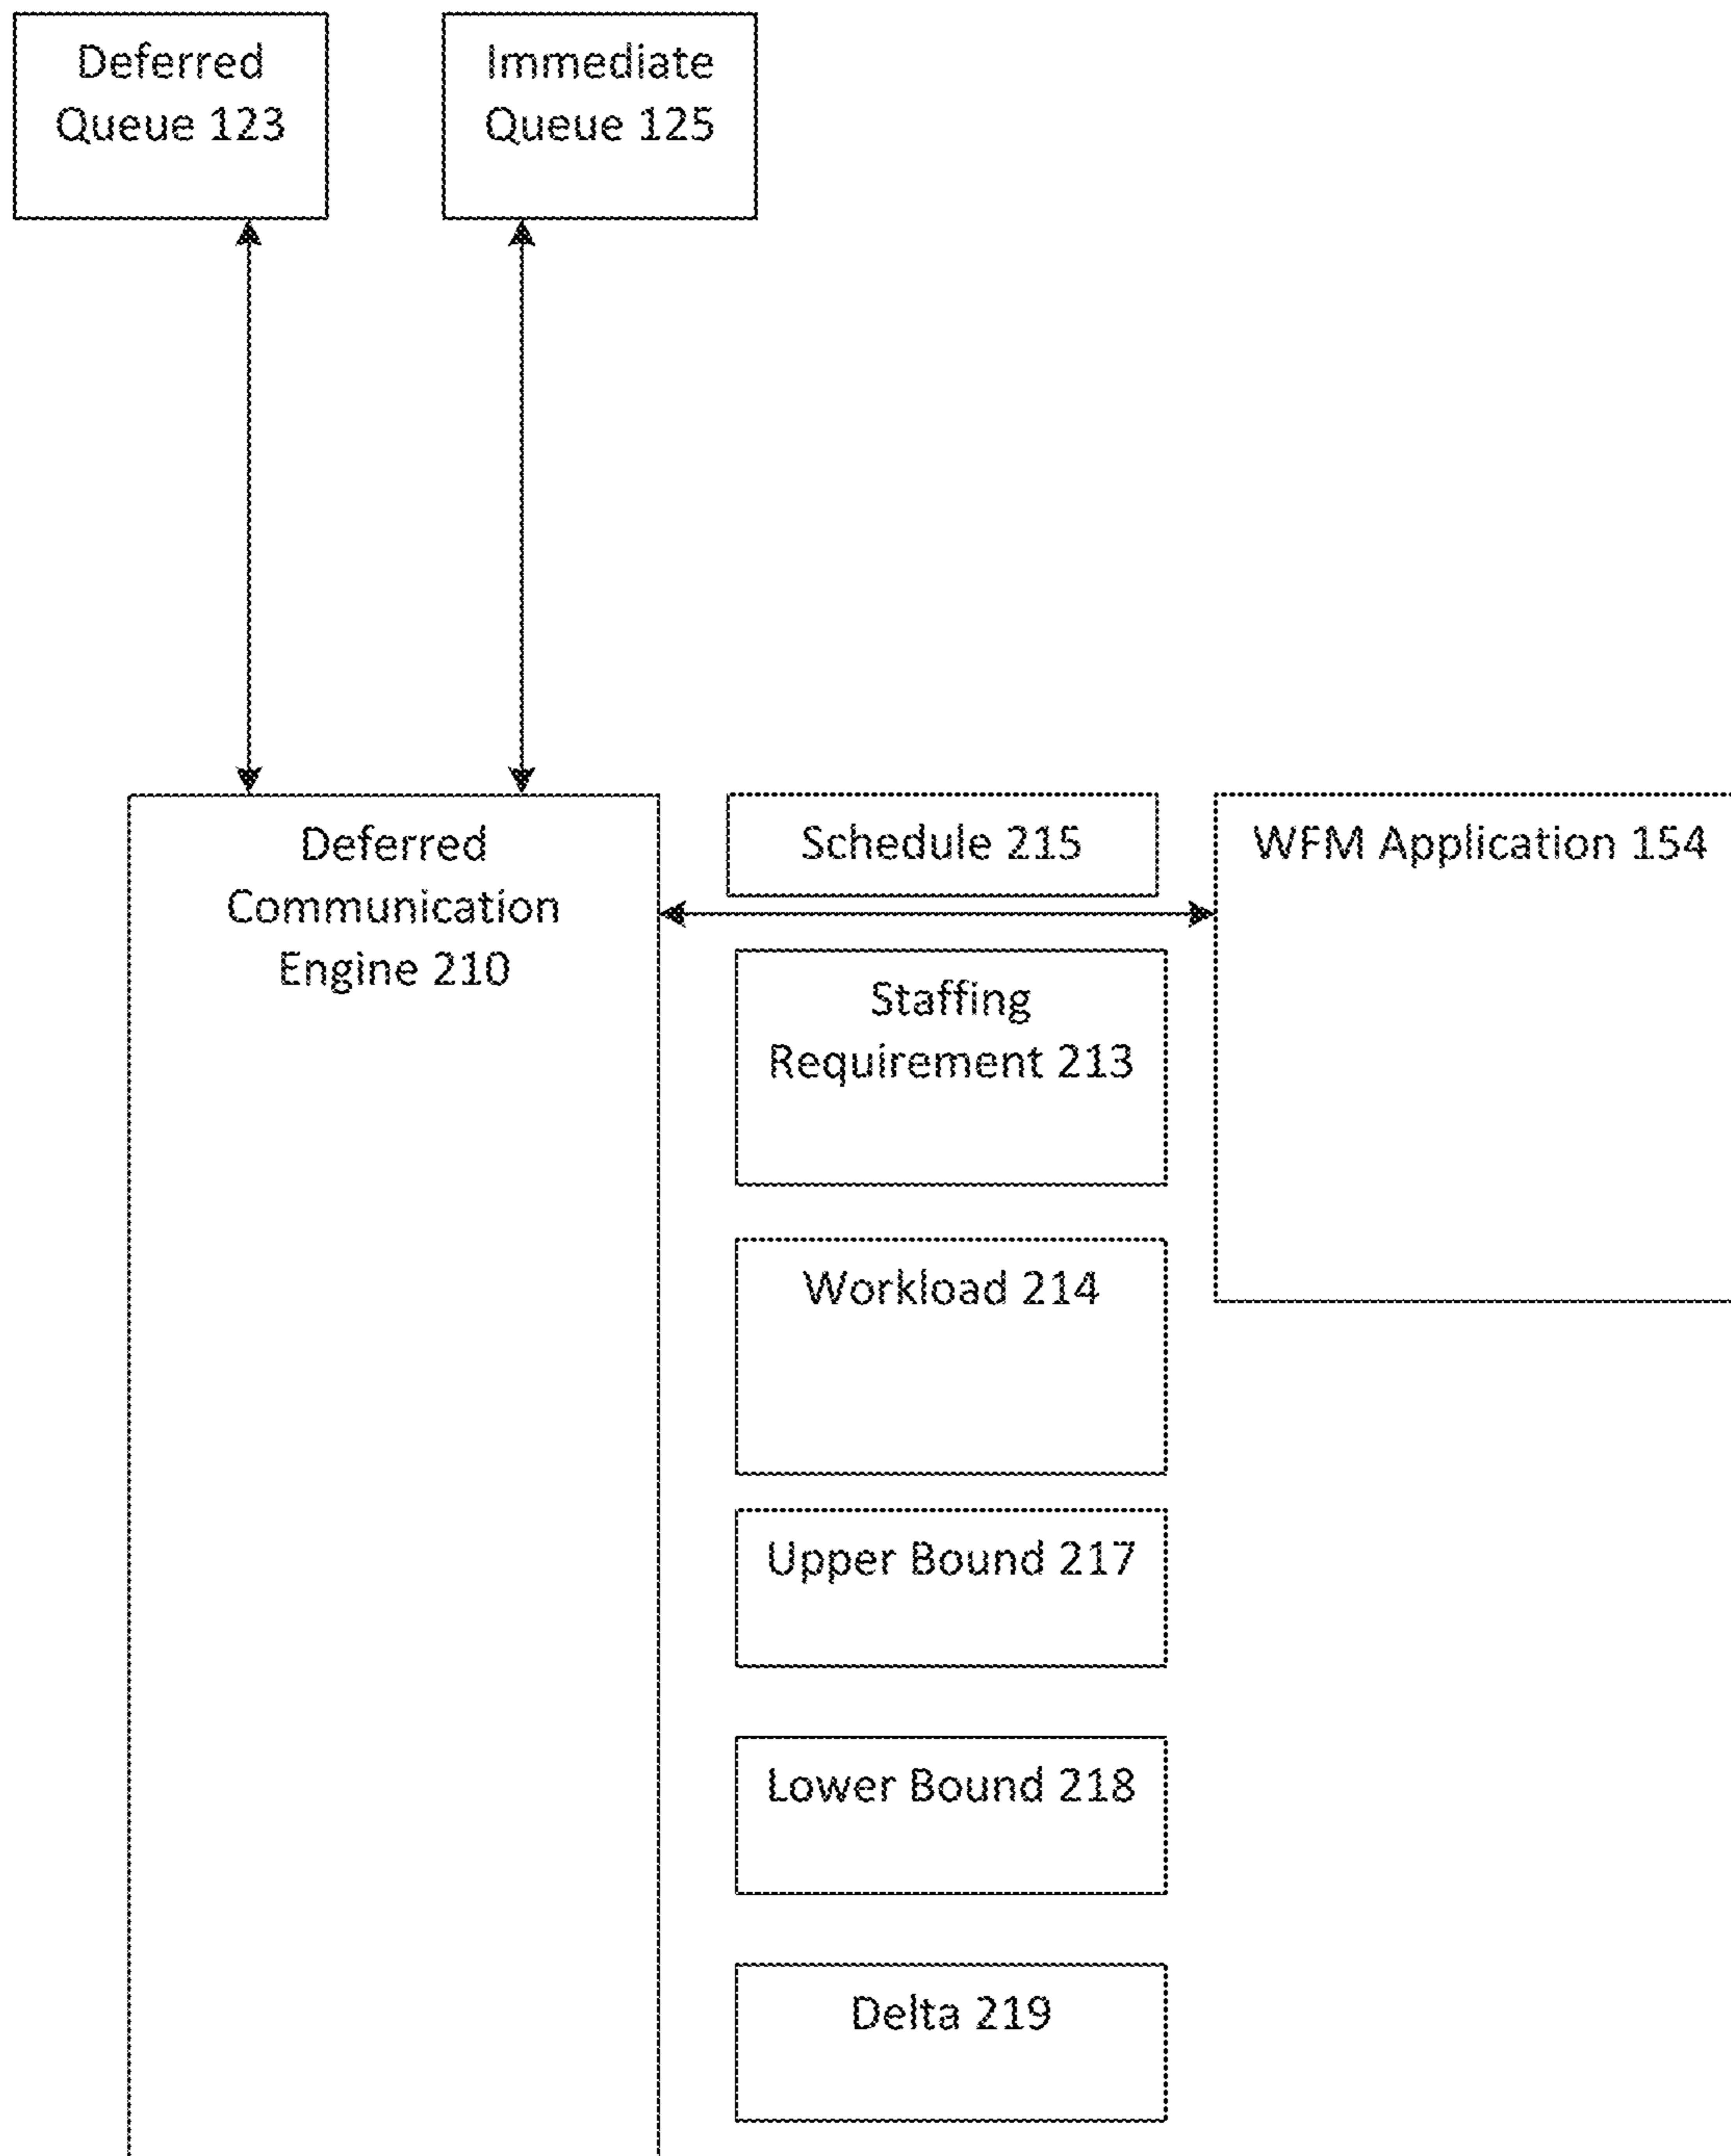 Deferred
Queue 123
Immediate
Queue 125
Deferred
Communication
Engine 210
Schedule 215
WFM Application 154
Staffing
Requirement 213
Workload 214
Upper Bound 217
Lower Bound 218
Delta 219